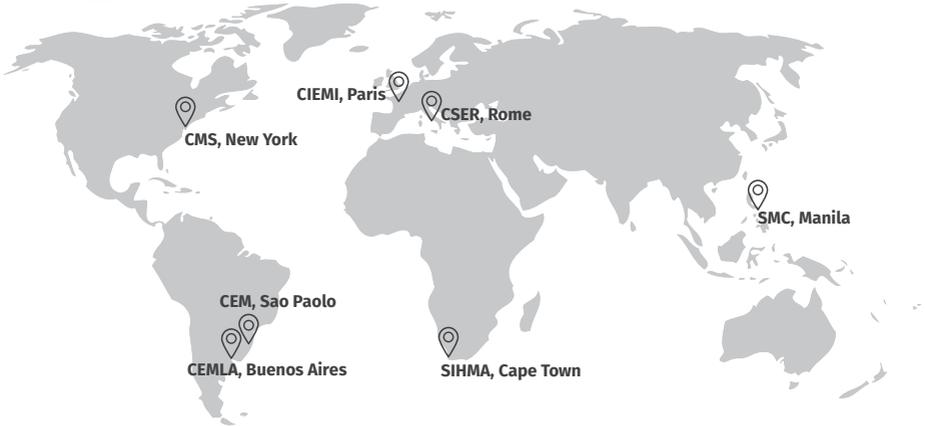 CIEMI, Paris
CSER, Rome
CMS, New York
SMC, Manila
CEM, Sao Paolo
CEMLA, Buenos Aires
SIHMA, Cape Town